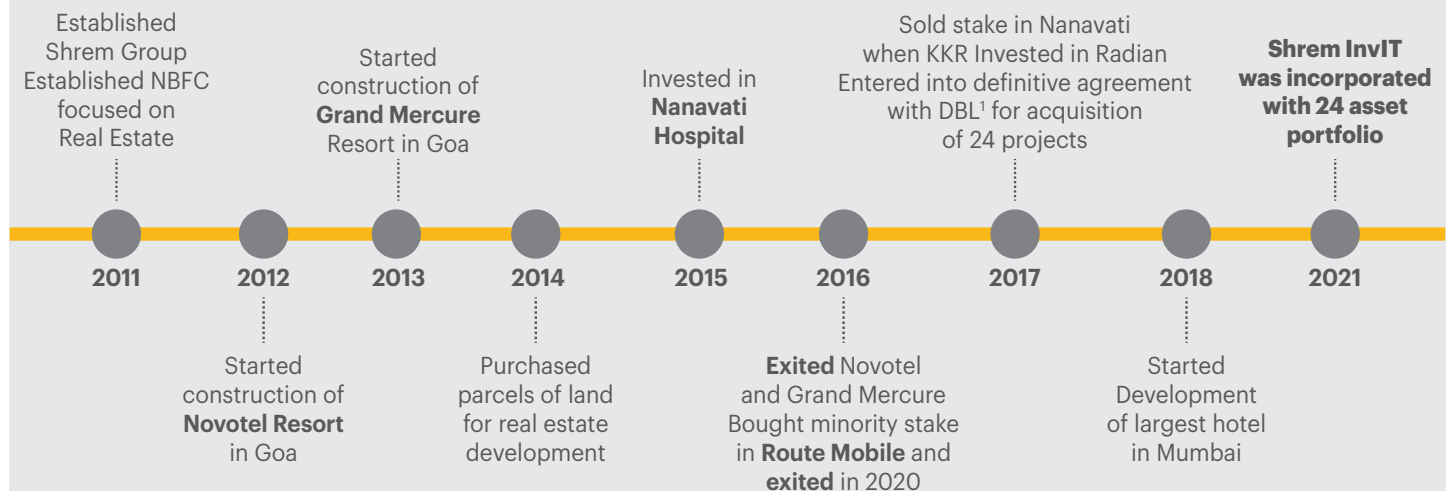 Established
Shrem Group
Established NBFC
focused on
Real Estate
Started
construction of
Grand Mercure
Resort in Goa
Invested in
Nanavati
Hospital
Sold stake in Nanavati
when KKR Invested in Radian
Entered into definitive agreement
with DBL¹ for acquisition
of 24 projects
Shrem InvIT
was incorporated
with 24 asset
portfolio
2011 2012 2013 2014 2015 2016 2017 2018 2021
Started
construction of
Novotel Resort
in Goa
Purchased
parcels of land
for real estate
development
Exited Novotel
and Grand Mercure
Bought minority stake
in Route Mobile and
exited in 2020
Started
Development
of largest hotel
in Mumbai